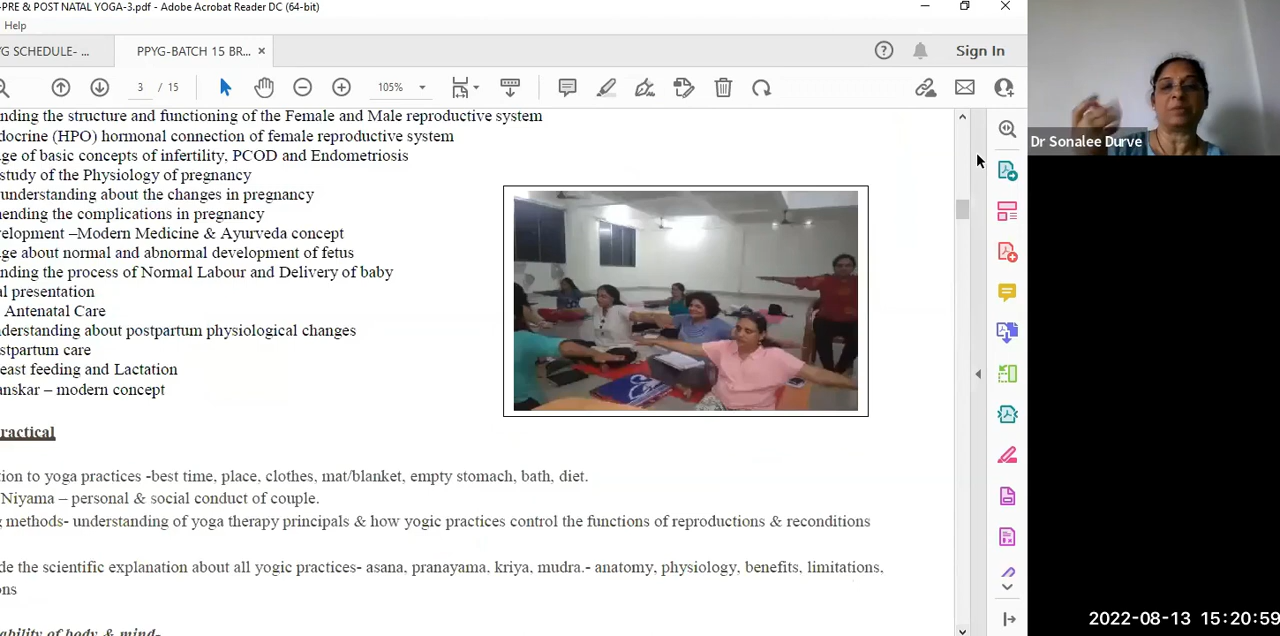 -PRE & POST NATAL YOGA-3.pdf - Adobe Acrobat Reader DC (64-bit)
Help
G SCHEDULE- ...
PPYG-BATCH 15 BR... ×
Sign In
3 / 15
105%
nding the structure and functioning of the Female and Male reproductive system
docrine (HPO) hormonal connection of female reproductive system
ge of basic concepts of infertility, PCOD and Endometriosis
study of the Physiology of pregnancy
understanding about the changes in pregnancy
hending the complications in pregnancy
velopment –Modern Medicine & Ayurveda concept
ge about normal and abnormal development of fetus
nding the process of Normal Labour and Delivery of baby
al presentation
Antenatal Care
nderstanding about postpartum physiological changes
stpartum care
east feeding and Lactation
anskar – modern concept
ractical
tion to yoga practices -best time, place, clothes, mat/blanket, empty stomach, bath, diet.
Niyama – personal & social conduct of couple.
g methods- understanding of yoga therapy principals & how yogic practices control the functions of reproductions & reconditions
de the scientific explanation about all yogic practices- asana, pranayama, kriya, mudra.- anatomy, physiology, benefits, limitations,
ons
ability of body & mind-
Dr Sonalee Durve
2022-08-13 15:20:59